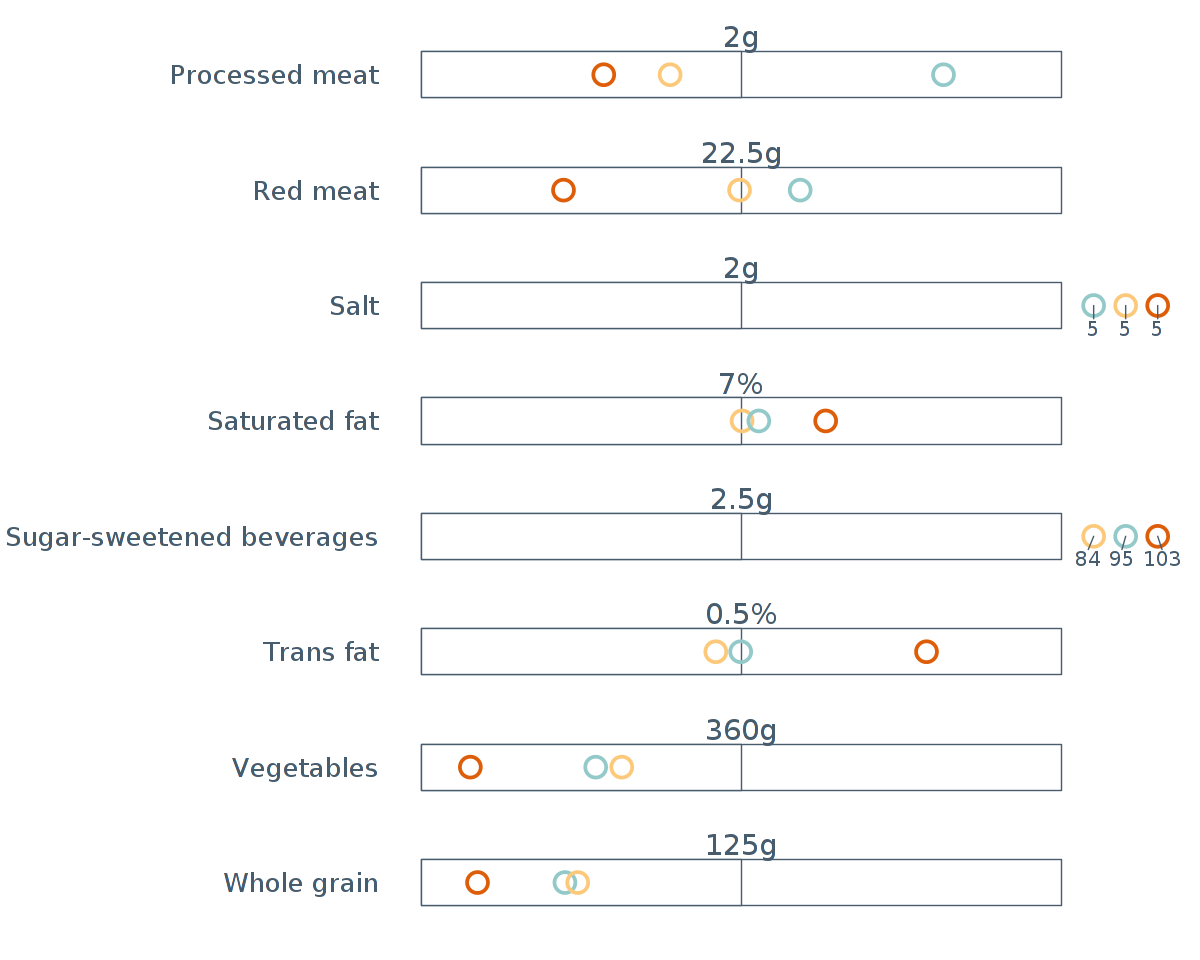 2g
Processed meat
22.5g
Red meat
2g
Salt
5 5 5
7%
Saturated fat
2.5g
Sugar-sweetened beverages
84 95 103
0.5%
Trans fat
360g
Vegetables
125g
Whole grain